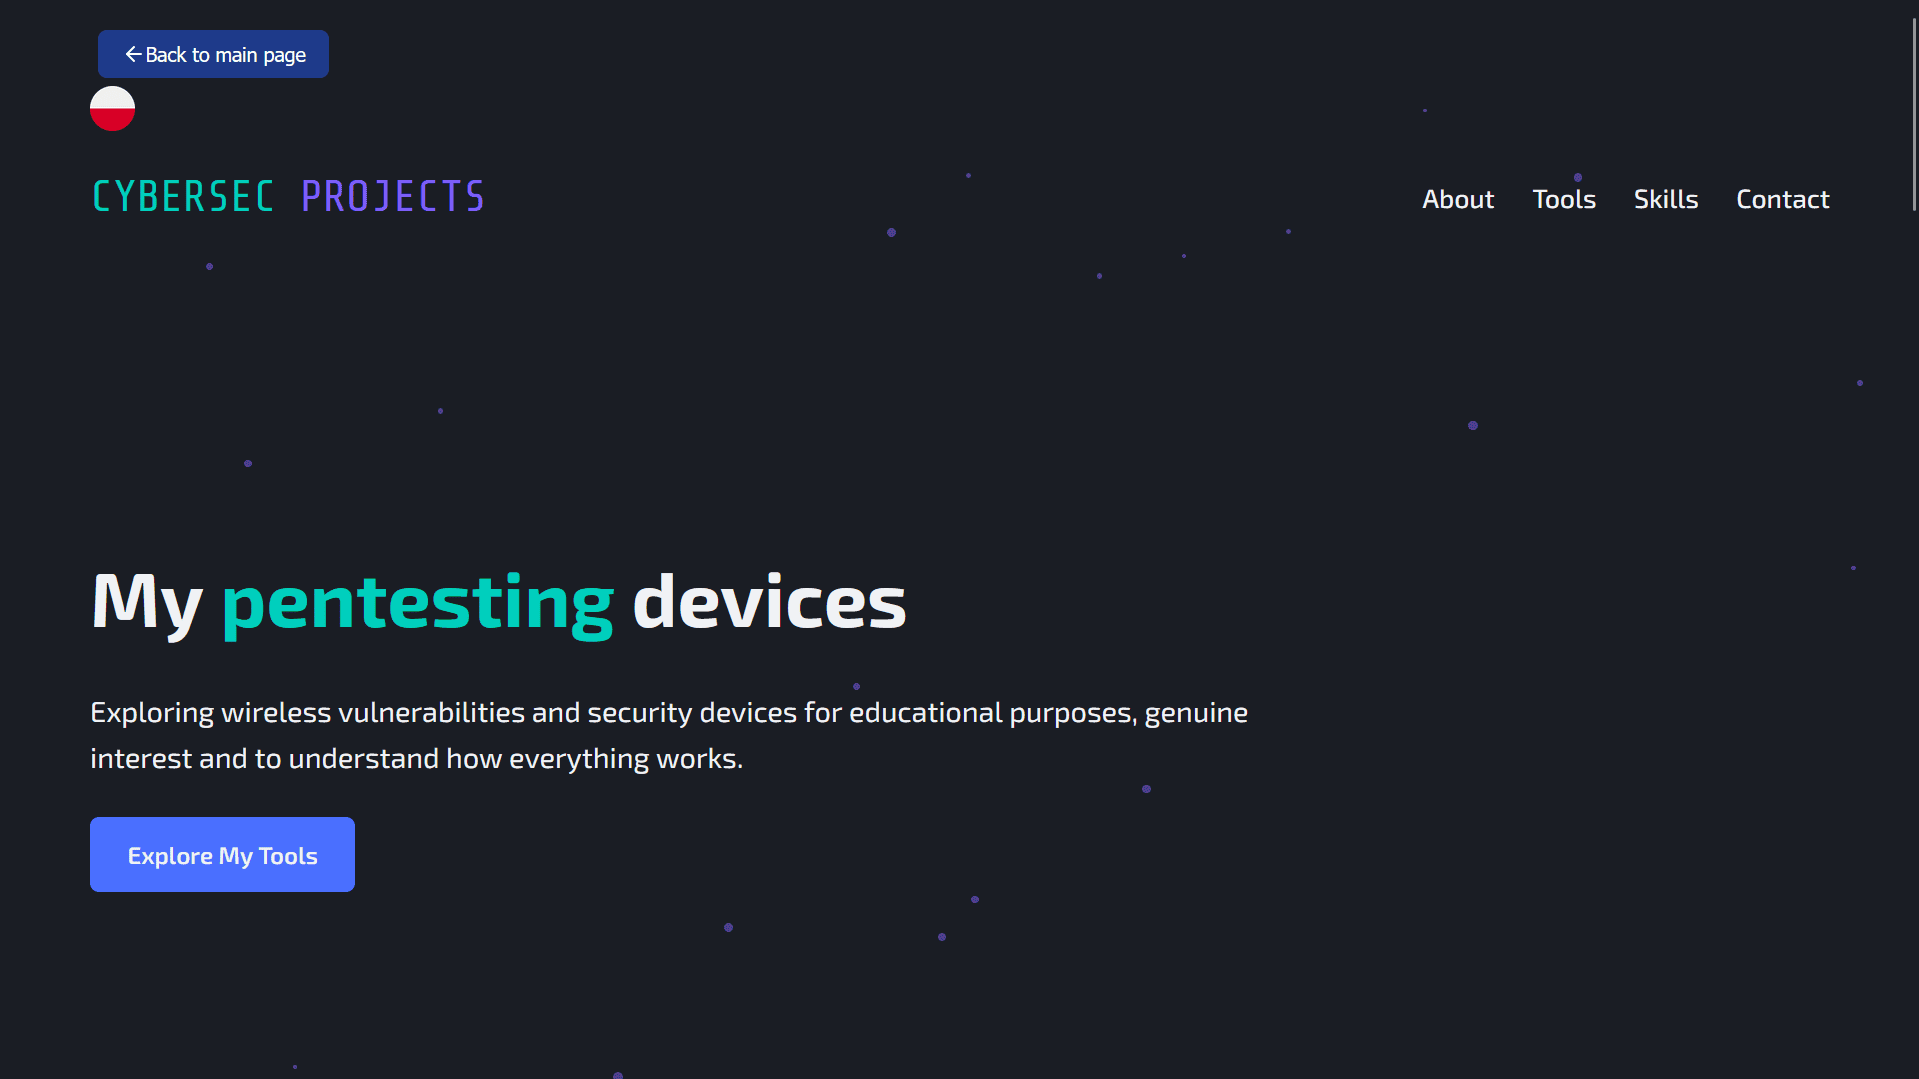 Back to main page
CYBERSEC PROJECTS
About
Tools
Skills
Contact
My pentesting devices
Exploring wireless vulnerabilities and security devices for educational purposes, genuine
interest and to understand how everything works.
Explore My Tools